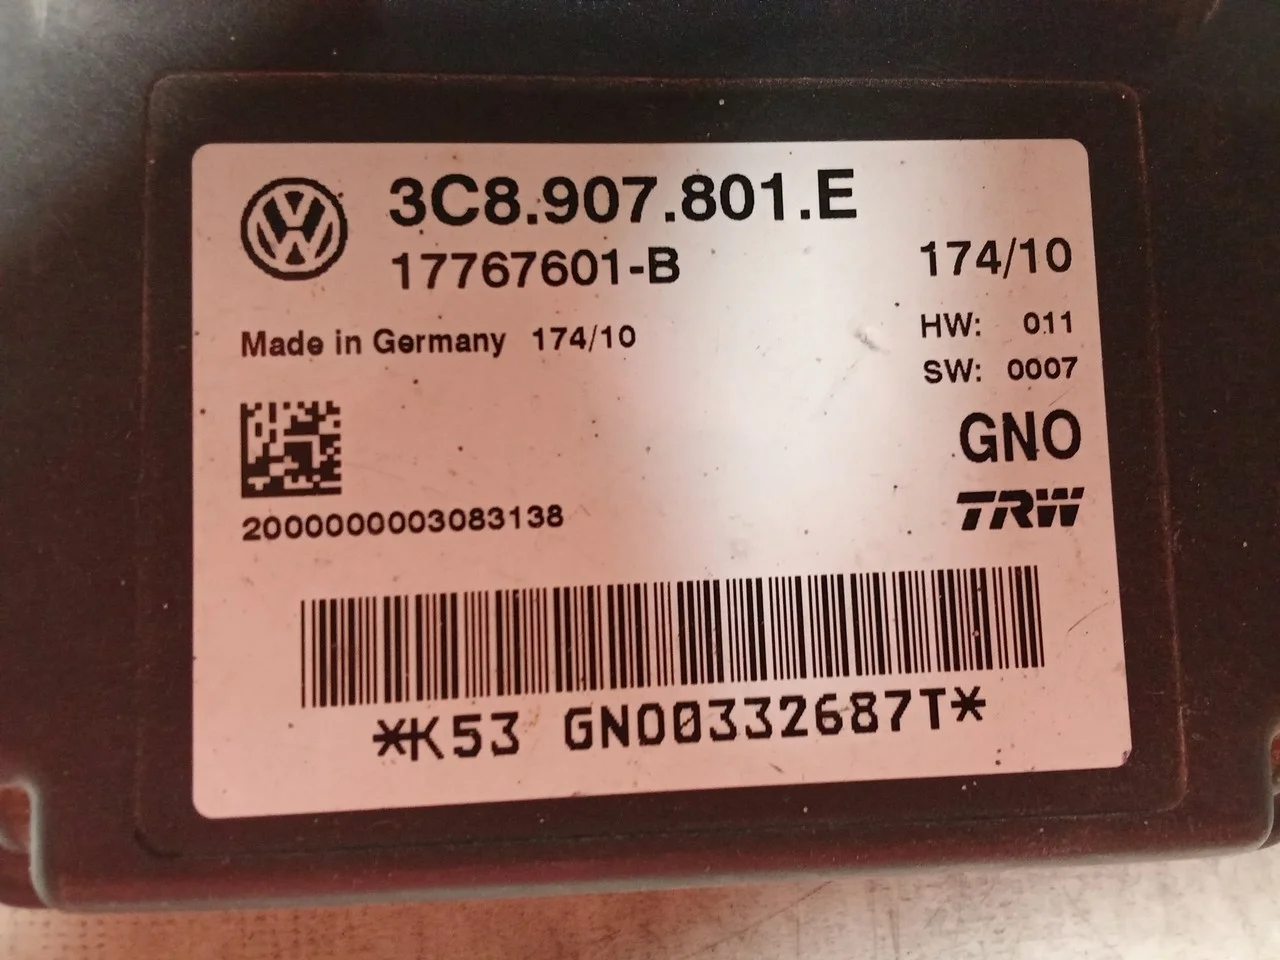 3C8.907.801.E
17767601-B
174/10
Made in Germany 174/10
HW: 011
SW: 0007
GNO
TRW
2000000003083138
*K53 GNO0332687T*